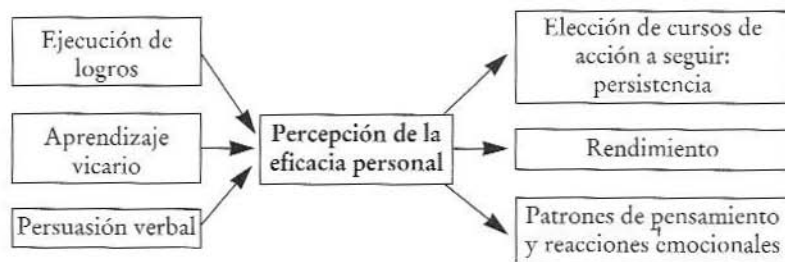 Ejecución de
logros
Aprendizaje
vicario
Persuasión verbal
Percepción de la
eficacia personal
Elección de cursos de
acción a seguir:
persistencia
Rendimiento
Patrones de pensamiento
y reacciones emocionales